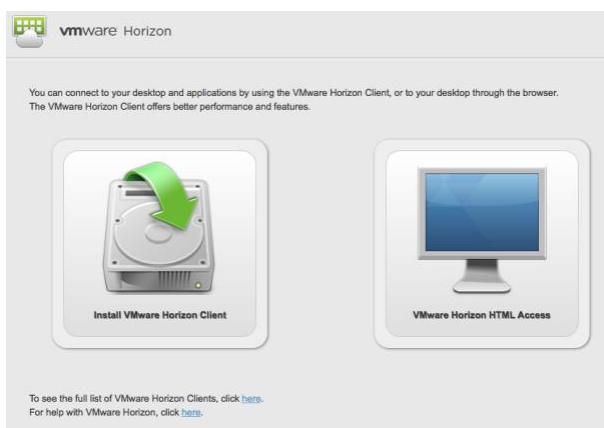 vmware Horizon
You can connect to your desktop and applications by using the VMware Horizon Client, or to your desktop through the browser.
The VMware Horizon Client offers better performance and features.
Install VMware Horizon Client
VMware Horizon HTML Access
To see the full list of VMware Horizon Clients, click here.
For help with VMware Horizon, click here.